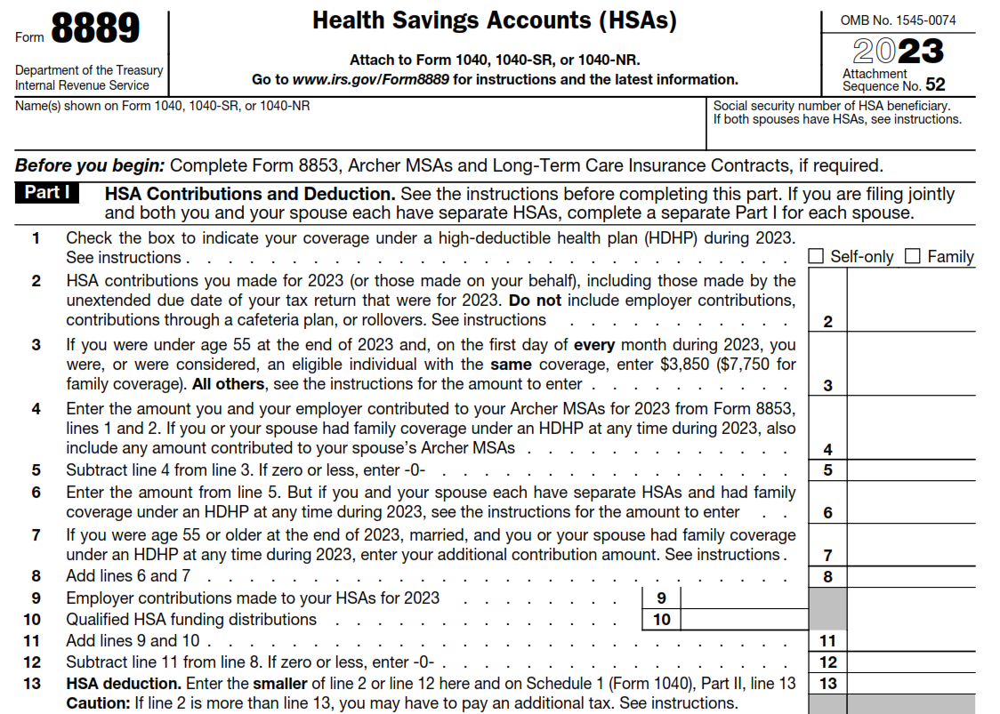 Form 8889
Department of the Treasury
Internal Revenue Service
Health Savings Accounts (HSAs)
Attach to Form 1040, 1040-SR, or 1040-NR.
Go to www.irs.gov/Form8889 for instructions and the latest information.
OMB No. 1545-0074
2023
Attachment
Sequence No. 52
Name(s) shown on Form 1040, 1040-SR, or 1040-NR
Social security number of HSA beneficiary.
If both spouses have HSAs, see instructions.
Before you begin: Complete Form 8853, Archer MSAs and Long-Term Care Insurance Contracts, if required.
Part I HSA Contributions and Deduction. See the instructions before completing this part. If you are filing jointly
and both you and your spouse each have separate HSAs, complete a separate Part I for each spouse.
1 Check the box to indicate your coverage under a high-deductible health plan (HDHP) during 2023.
See instructions . . . . . . . . . . . . . . . . . . . . . . . . . . . . . Self-only Family
2 HSA contributions you made for 2023 (or those made on your behalf), including those made by the
unextended due date of your tax return that were for 2023. Do not include employer contributions,
contributions through a cafeteria plan, or rollovers. See instructions . . . . . . . . . . . 2
3 If you were under age 55 at the end of 2023 and, on the first day of every month during 2023, you
were, or were considered, an eligible individual with the same coverage, enter $3,850 ($7,750 for
family coverage). All others, see the instructions for the amount to enter . . . . . . . . . . 3
4 Enter the amount you and your employer contributed to your Archer MSAs for 2023 from Form 8853,
lines 1 and 2. If you or your spouse had family coverage under an HDHP at any time during 2023, also
include any amount contributed to your spouse's Archer MSAs . . . . . . . . . . . . . 4
5 Subtract line 4 from line 3. If zero or less, enter -0- . . . . . . . . . . . . . . . . . 5
6 Enter the amount from line 5. But if you and your spouse each have separate HSAs and had family
coverage under an HDHP at any time during 2023, see the instructions for the amount to enter . . 6
7 If you were age 55 or older at the end of 2023, married, and you or your spouse had family coverage
under an HDHP at any time during 2023, enter your additional contribution amount. See instructions . 7
8 Add lines 6 and 7 . . . . . . . . . . . . . . . . . . . . . . . . . . . . 8
9 Employer contributions made to your HSAs for 2023 . . . . . . . . 9
10 Qualified HSA funding distributions . . . . . . . . . . . . . . 10
11 Add lines 9 and 10 . . . . . . . . . . . . . . . . . . . . . . . . . . . . 11
12 Subtract line 11 from line 8. If zero or less, enter -0- . . . . . . . . . . . . . . . . . 12
13 HSA deduction. Enter the smaller of line 2 or line 12 here and on Schedule 1 (Form 1040), Part II, line 13 13
Caution: If line 2 is more than line 13, you may have to pay an additional tax. See instructions.